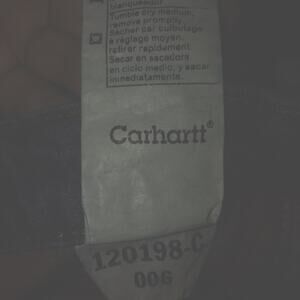 blanqueador.
Tumble dry medium,
remove promptly.
Sécher par culbutage
à réglage moyen,
retirer rapidement.
Secar en secadora
en ciclo medio, y sacar
inmediatamente.
Carhartt®
120198-C
006